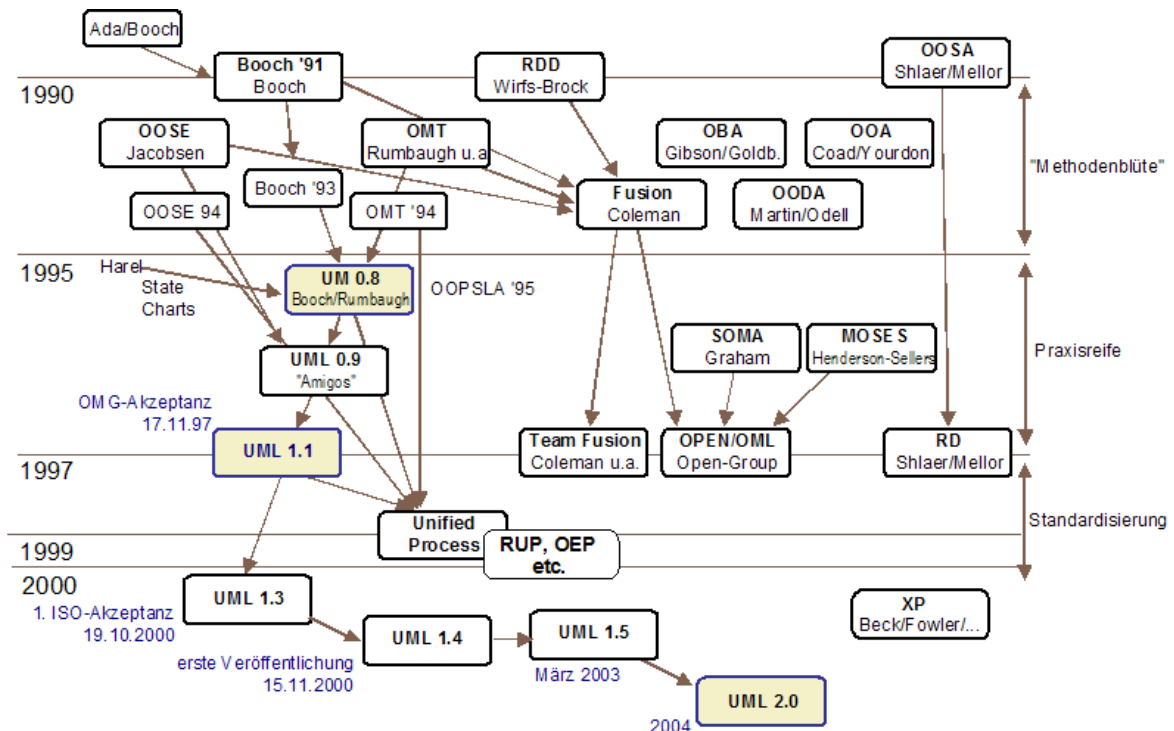 Ada/Booch
Booch '91
Booch
RDD
Wirfs-Brock
OOSA
Shlaer/Mellor
1990
OOSE
Jacobsen
OMT
Rumbaugh u.a
OBA
Gibson/Goldb.
OOA
Coad/Yourdon
"Methodenblüte"
Booch '93
OOSE 94
OMT '94
Fusion
Coleman
OODA
Martin/Odell
1995
Harel
State
Charts
UM 0.8
Booch/Rumbaugh
OOPSLA '95
UML 0.9
"Amigos"
SOMA
Graham
MOSES
Henderson-Sellers
Praxisreife
OMG-Akzeptanz
17.11.97
UML 1.1
Team Fusion
Coleman u.a.
OPEN/OML
Open-Group
RD
Shlaer/Mellor
1997
Unified
Process
RUP, OEP
etc.
Standardisierung
1999
2000
1. ISO-Akzeptanz
19.10.2000
UML 1.3
UML 1.4
UML 1.5
XP
Beck/Fowler/...
erste Veröffentlichung
15.11.2000
März 2003
UML 2.0
2004